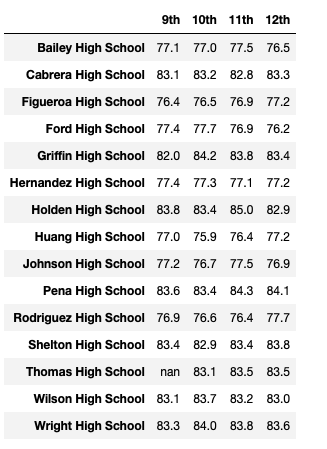 9th 10th 11th 12th
Bailey High School 77.1 77.0 77.5 76.5
Cabrera High School 83.1 83.2 82.8 83.3
Figueroa High School 76.4 76.5 76.9 77.2
Ford High School 77.4 77.7 76.9 76.2
Griffin High School 82.0 84.2 83.8 83.4
Hernandez High School 77.4 77.3 77.1 77.2
Holden High School 83.8 83.4 85.0 82.9
Huang High School 77.0 75.9 76.4 77.2
Johnson High School 77.2 76.7 77.5 76.9
Pena High School 83.6 83.4 84.3 84.1
Rodriguez High School 76.9 76.6 76.4 77.7
Shelton High School 83.4 82.9 83.4 83.8
Thomas High School nan 83.1 83.5 83.5
Wilson High School 83.1 83.7 83.2 83.0
Wright High School 83.3 84.0 83.8 83.6